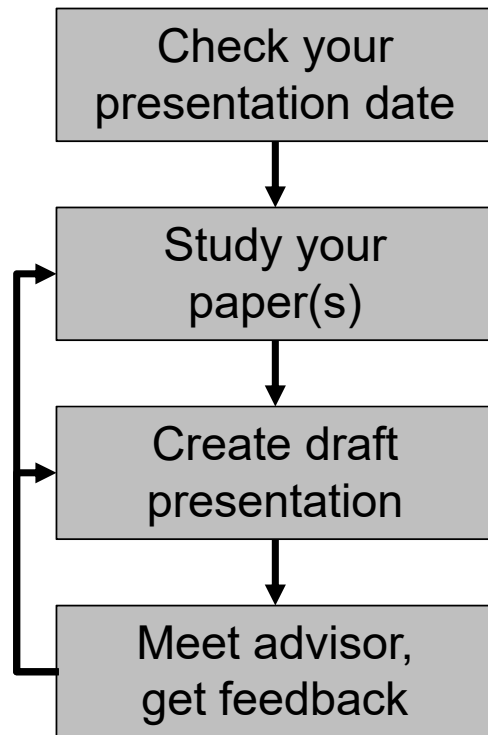 Check your
presentation date
Study your
paper(s)
Create draft
presentation
Meet advisor,
get feedback